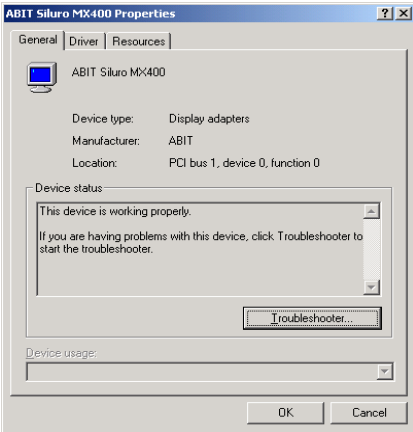 ABIT Siluro MX400 Properties
General Driver Resources
ABIT Siluro MX400
Device type: Display adapters
Manufacturer: ABIT
Location: PCI bus 1, device 0, function 0
Device status
This device is working properly.
If you are having problems with this device, click Troubleshooter to
start the troubleshooter.
Troubleshooter...
Device usage:
OK Cancel